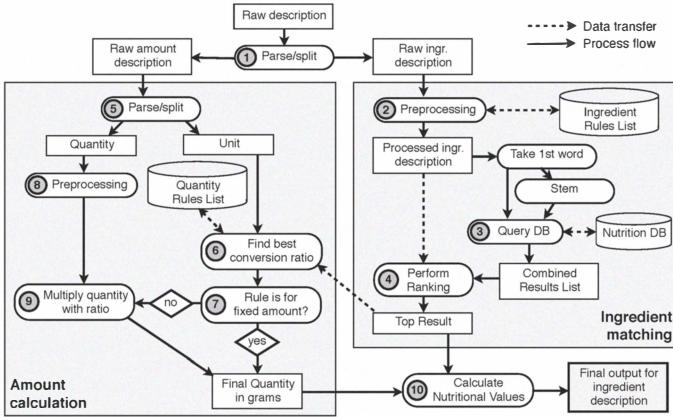 Raw description
Data transfer
Process flow
Raw amount
description
1 Parse/split
Raw ingr.
description
5 Parse/split
2 Preprocessing
Ingredient
Rules List
Quantity
Unit
Processed ingr.
description
Take 1st word
8 Preprocessing
Quantity
Rules List
Stem
3 Query DB
Nutrition DB
6 Find best
conversion ratio
4 Perform
Ranking
Combined
Results List
9 Multiply quantity
with ratio
no
7 Rule is for
fixed amount?
Top Result
Ingredient
matching
yes
Amount
calculation
Final Quantity
in grams
10 Calculate
Nutritional Values
Final output for
ingredient
description